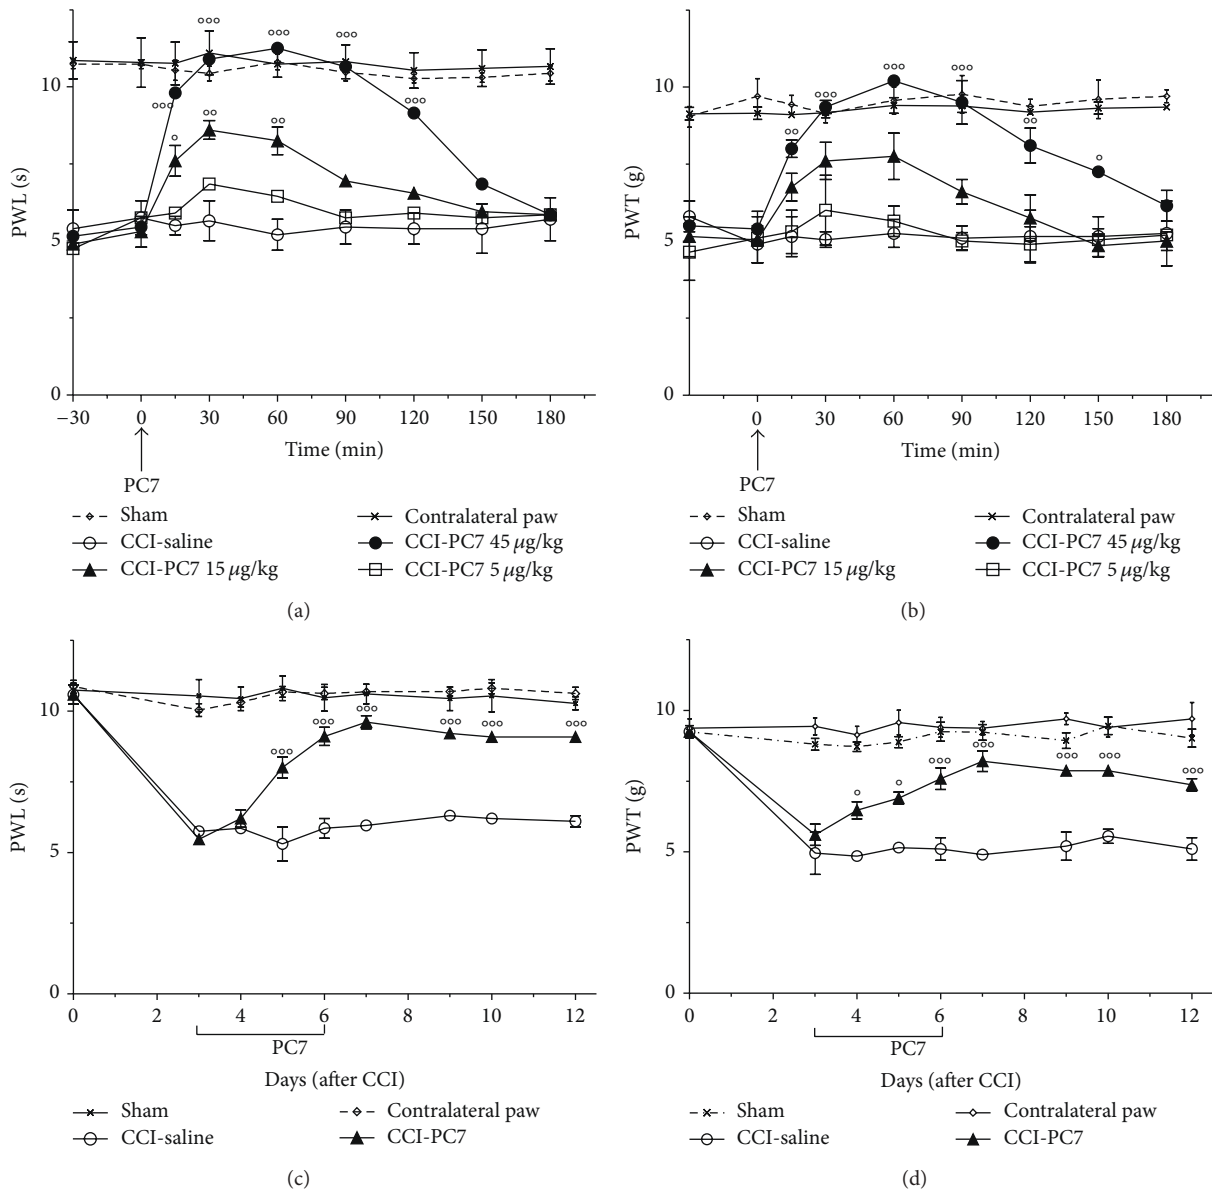 PWL (s)
10
5
0
−30 0 30 60 90 120 150 180
Time (min)
PC7
°°°
°°°
°°°
°°°
°°°
°
°°
°°
Sham
Contralateral paw
CCI-saline
CCI-PC7 45 µg/kg
CCI-PC7 15 µg/kg
CCI-PC7 5 µg/kg
(a)
PWT (g)
10
5
0
0 30 60 90 120 150 180
Time (min)
PC7
°°
°°°
°°°
°°°
°°
°
Sham
Contralateral paw
CCI-saline
CCI-PC7 45 µg/kg
CCI-PC7 15 µg/kg
CCI-PC7 5 µg/kg
(b)
PWL (s)
10
5
0
0 2 4 6 8 10 12
PC7
Days (after CCI)
°°°
°°°
°°°
°°°
°°°
°°°
Sham
Contralateral paw
CCI-saline
CCI-PC7
(c)
PWT (g)
10
5
0
0 2 4 6 8 10 12
PC7
Days (after CCI)
°
°
°°°
°°°
°°°
°°°
°°°
Sham
Contralateral paw
CCI-saline
CCI-PC7
(d)